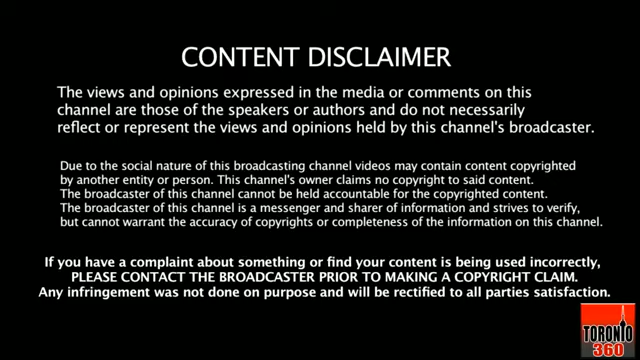 CONTENT DISCLAIMER
The views and opinions expressed in the media or comments on this
channel are those of the speakers or authors and do not necessarily
reflect or represent the views and opinions held by this channel's broadcaster.
Due to the social nature of this broadcasting channel videos may contain content copyrighted
by another entity or person. This channel's owner claims no copyright to said content.
The broadcaster of this channel cannot be held accountable for the copyrighted content.
The broadcaster of this channel is a messenger and sharer of information and strives to verify,
but cannot warrant the accuracy of copyrights or completeness of the information on this channel.
If you have a complaint about something or find your content is being used incorrectly,
PLEASE CONTACT THE BROADCASTER PRIOR TO MAKING A COPYRIGHT CLAIM.
Any infringement was not done on purpose and will be rectified to all parties satisfaction.
TORONTO
360